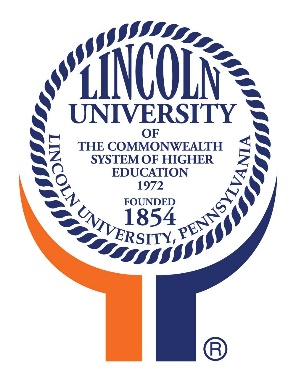 LINCOLN
UNIVERSITY
OF
THE COMMONWEALTH
SYSTEM OF HIGHER
EDUCATION
1972
FOUNDED
1854
LINCOLN UNIVERSITY, PENNSYLVANIA
®